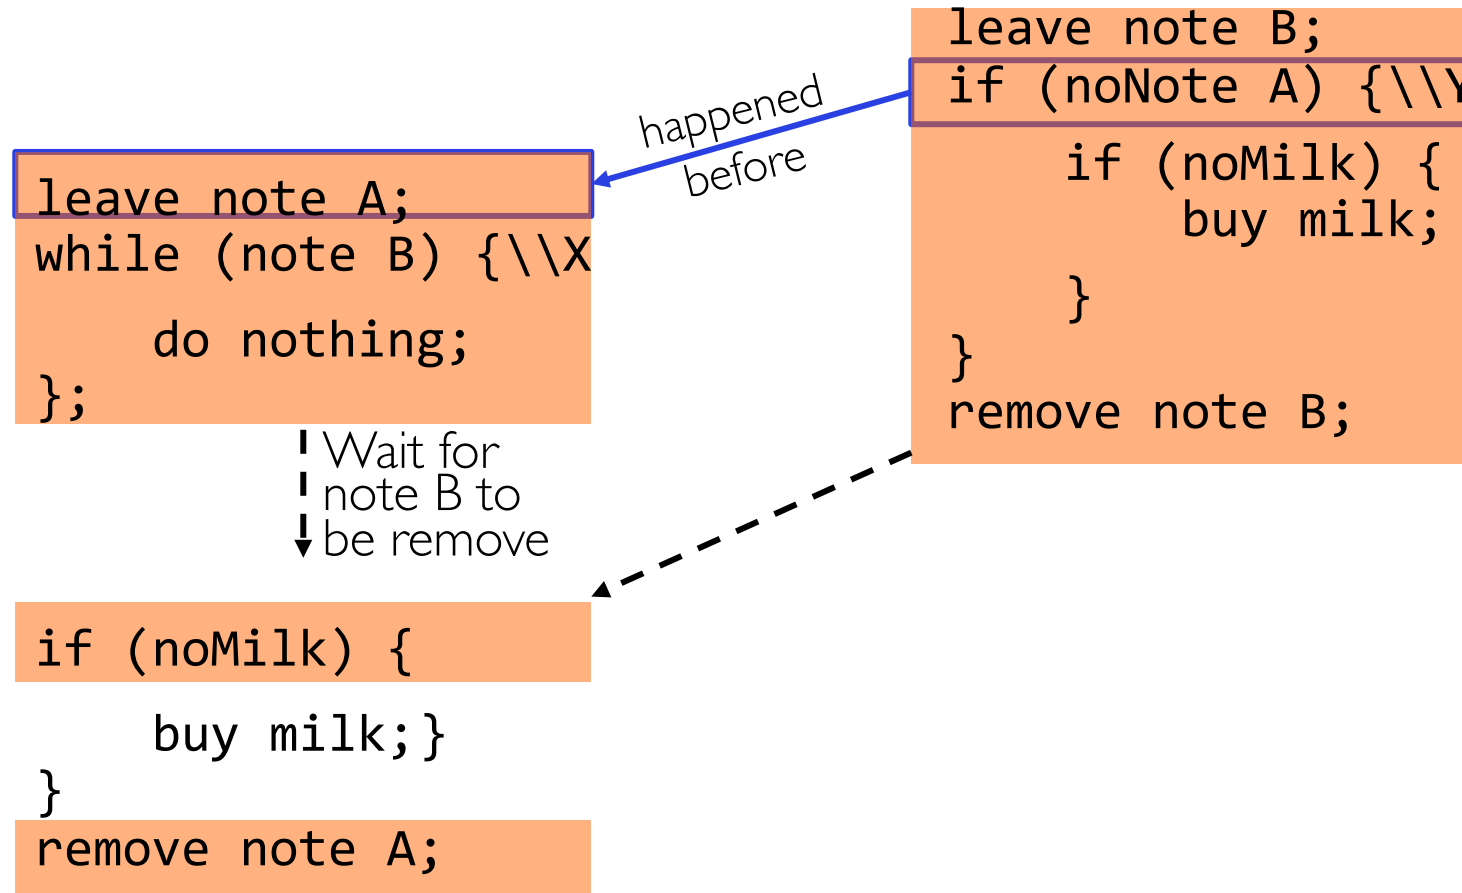 leave note A;
while (note B) {\\X
do nothing;
};
Wait for
note B to
be remove
if (noMilk) {
buy milk;}
}
remove note A;
happened
before
leave note B;
if (noNote A) {\\Y
if (noMilk) {
buy milk;
}
}
remove note B;